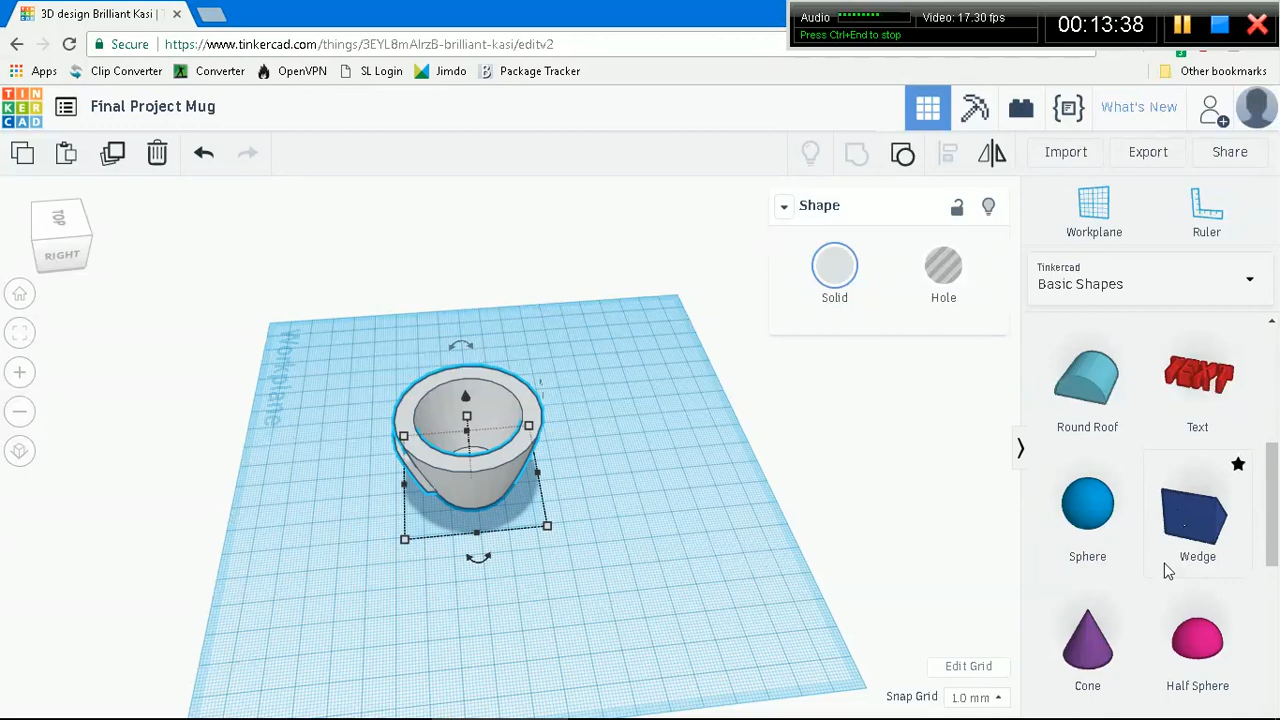 3D design Brilliant Kasi | T
Audio
Video: 17.30 fps
Press Ctrl+End to stop
00:13:38
Secure
https://www.tinkercad.com/things/3EYL8mAlrzB-brilliant-kasi/editv2
Apps
Clip Converter
Converter
OpenVPN
SL Login
Jimdo
Package Tracker
Other bookmarks
TIN
KER
CAD
Final Project Mug
What's New
Import
Export
Share
TOP
RIGHT
Shape
Solid
Hole
Workplane
Ruler
Tinkercad
Basic Shapes
Workplane
Round Roof
TEXT
Text
Sphere
Wedge
Cone
Half Sphere
Edit Grid
Snap Grid
1.0 mm